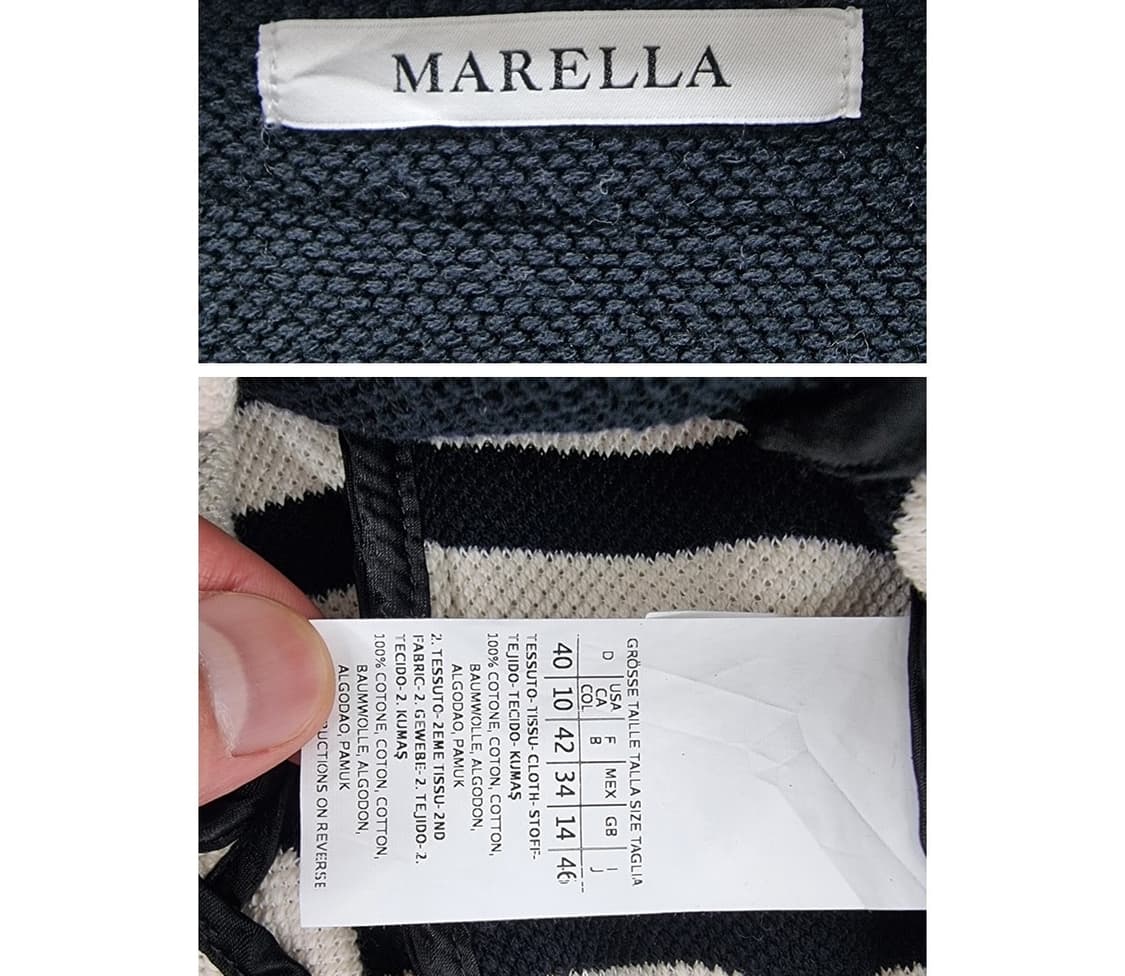 MARELLA
GRÖSSE TAILLE TALLA SIZE TAGLIA
D USA CA COL F B MEX GB I J
40 10 42 34 14 46
TESSUTO-TISSU-CLOTH-STOFF-
TEJIDO-TECIDO-KUMAŞ
100% COTONE, COTON, COTTON,
BAUMWOLLE, ALGODON,
ALGODAO, PAMUK
2. TESSUTO-2EME TISSU-2ND
FABRIC-2. GEWEBE-2. TEJIDO-2.
TECIDO-2. KUMAŞ
100% COTONE, COTON, COTTON,
BAUMWOLLE, ALGODON,
ALGODAO, PAMUK
ON REVERSE